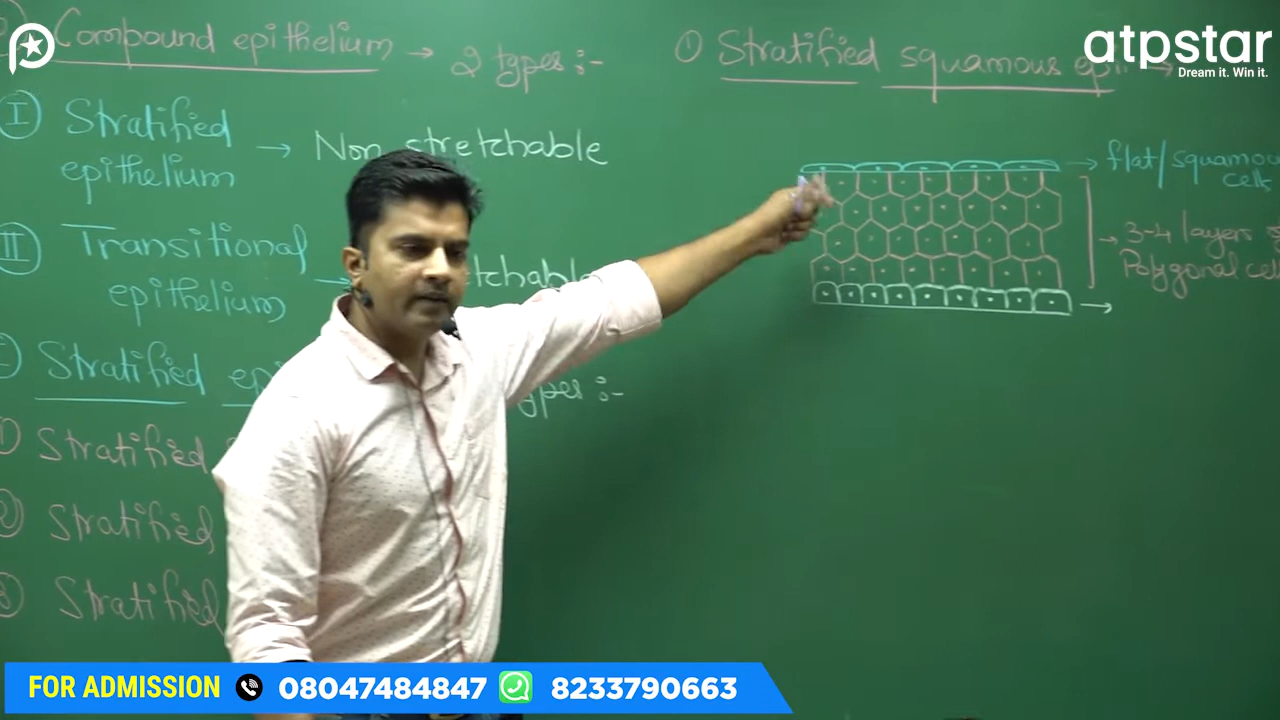 Compound epithelium → 2 types :-
I Stratified epithelium → Non stretchable
II Transitional epithelium →
Stratified
types :-
① Stratified
② Stratified
③ Stratified
① Stratified squamous
→ flat/squamous
cell
→ 3-4 layers
Polygonal
atpstar
Dream it. Win it.
FOR ADMISSION 08047484847 8233790663